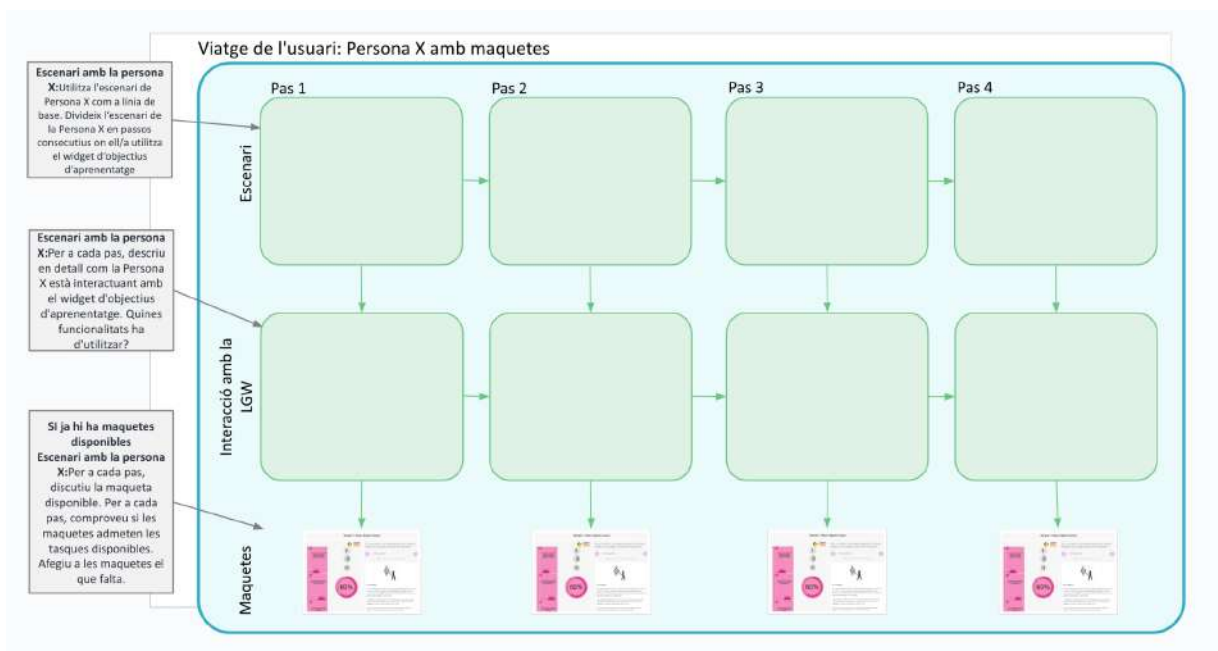 Viatge de l'usuari: Persona X amb maquetes
Escenari amb la persona
X:Utilitza l'escenari de
Persona X com a línia de
base. Divideix l'escenari de
la Persona X en passos
consecutius on ell/a utilitza
el widget d'objectius
d'aprenentatge
Pas 1
Pas 2
Pas 3
Pas 4
Escenari
Escenari amb la persona
X:Per a cada pas, descriu
en detall com la Persona
X està interactuant amb
el widget d'objectius
d'aprenentatge. Quines
funcionalitats ha
d'utilitzar?
Interacció amb la
LGW
SI ja hi ha maquetes
disponibles
Escenari amb la persona
X:Per a cada pas,
discutiu la maqueta
disponible. Per a cada
pas, comproveu si les
maquetes admeten les
tasques disponibles.
Afegiu a les maquetes el
que falta.
Maquetes
60%
60%
60%
60%